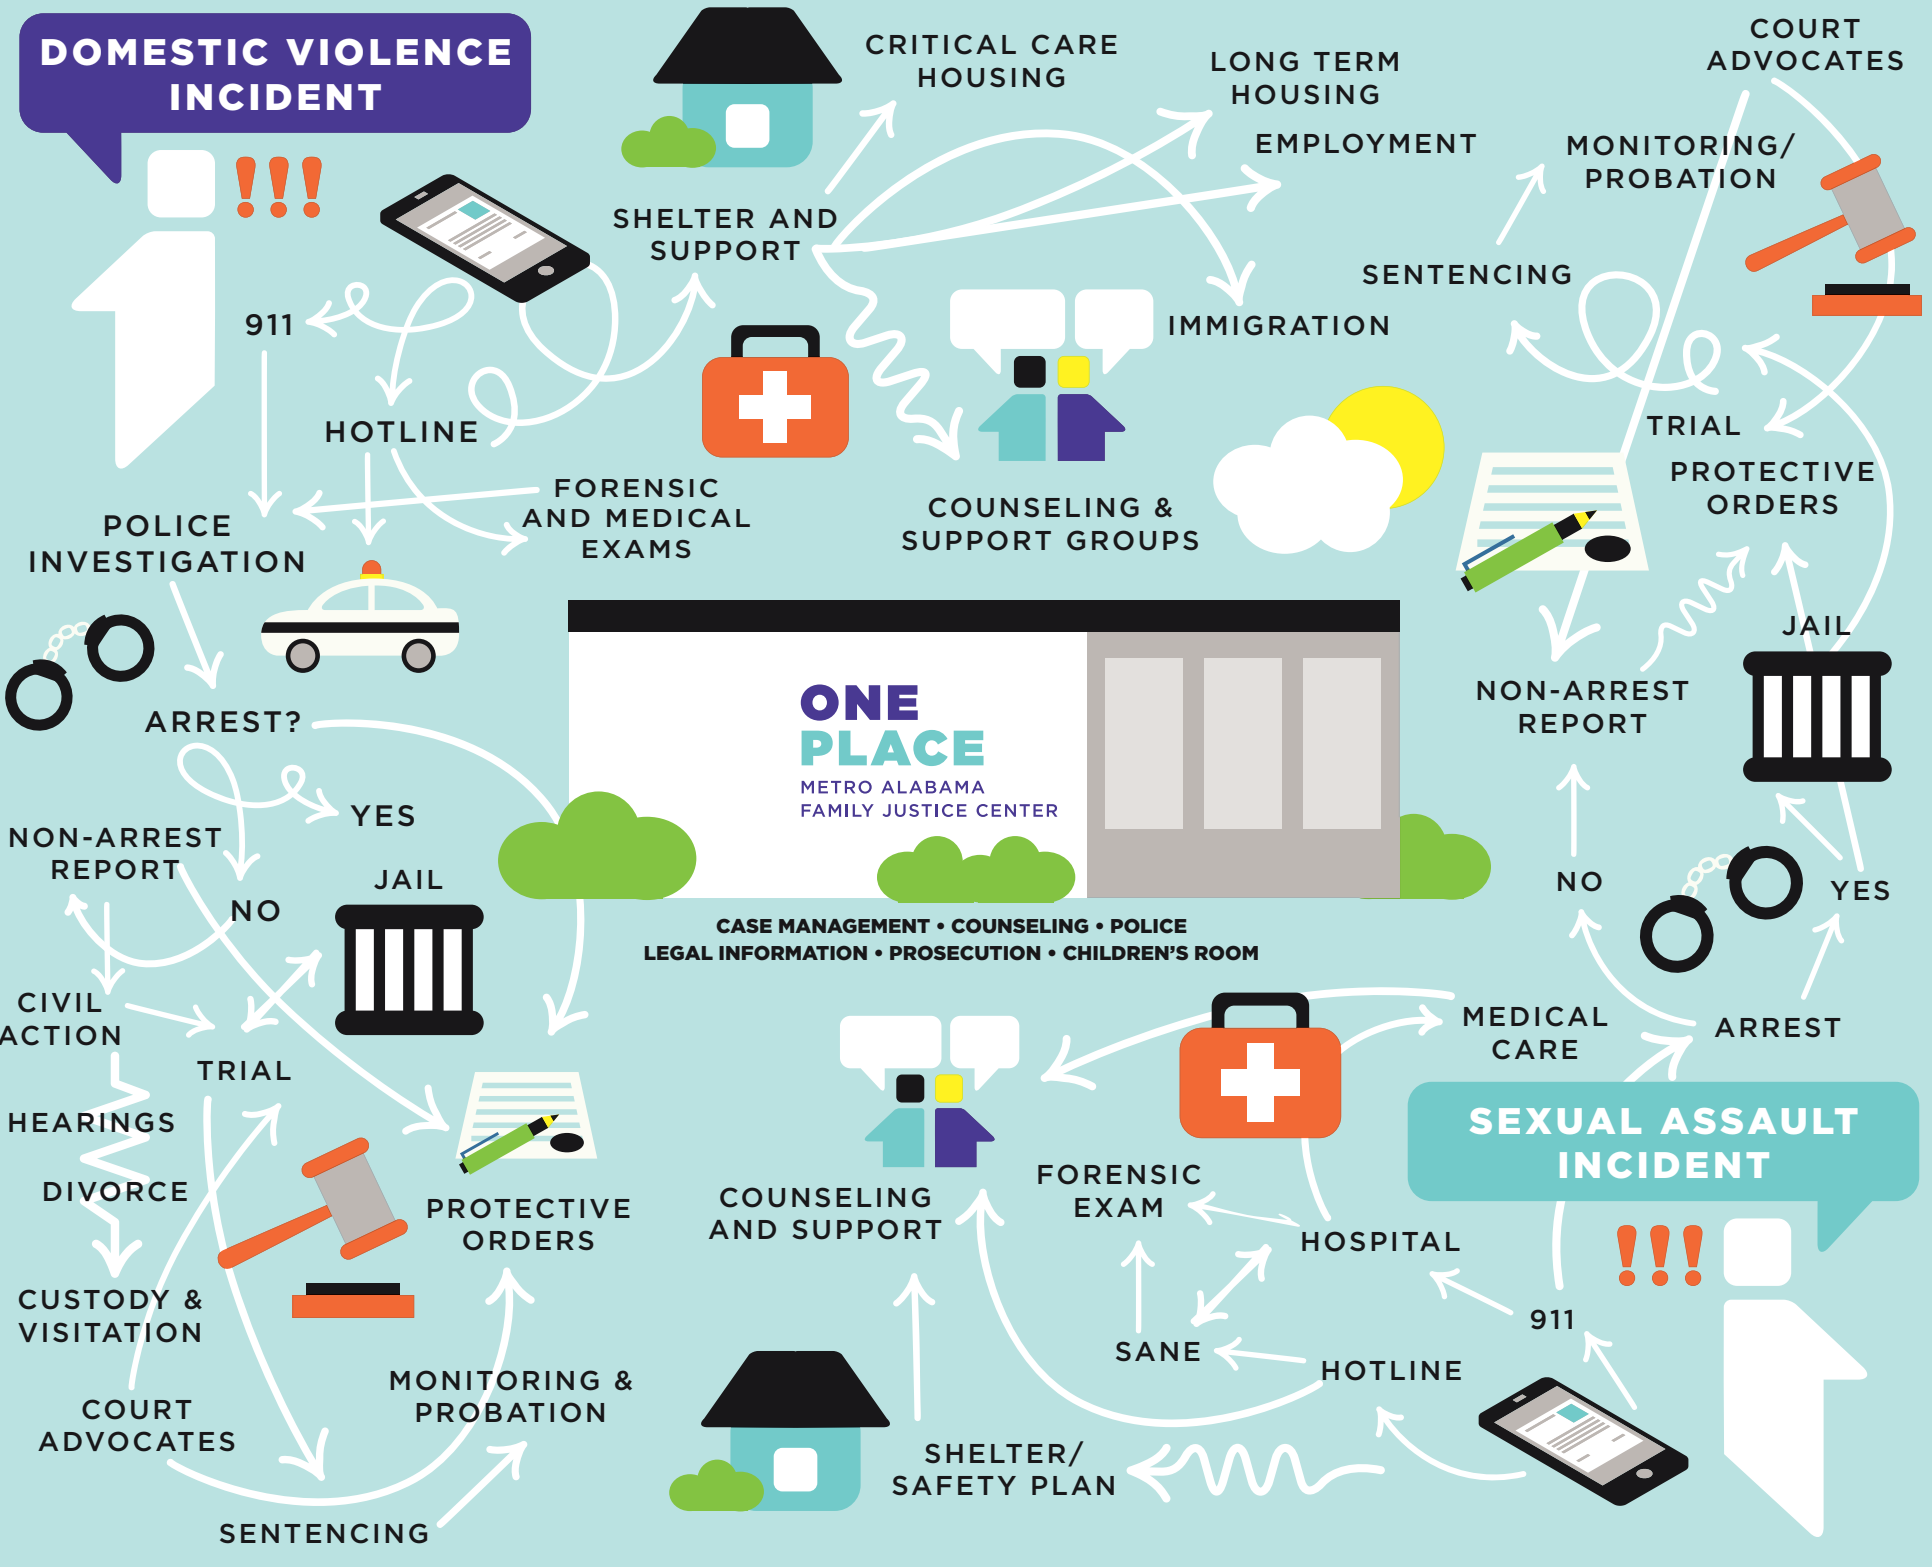 DOMESTIC VIOLENCE
INCIDENT
911
HOTLINE
SHELTER AND
SUPPORT
CRITICAL CARE
HOUSING
LONG TERM
HOUSING
EMPLOYMENT
IMMIGRATION
COUNSELING &
SUPPORT GROUPS
FORENSIC
AND MEDICAL
EXAMS
POLICE
INVESTIGATION
ARREST?
YES
NO
NON-ARREST
REPORT
JAIL
CIVIL
ACTION
TRIAL
HEARINGS
DIVORCE
CUSTODY &
VISITATION
COURT
ADVOCATES
PROTECTIVE
ORDERS
MONITORING &
PROBATION
SENTENCING
ONE
PLACE
METRO ALABAMA
FAMILY JUSTICE CENTER
CASE MANAGEMENT • COUNSELING • POLICE
LEGAL INFORMATION • PROSECUTION • CHILDREN'S ROOM
COURT
ADVOCATES
MONITORING/
PROBATION
SENTENCING
TRIAL
PROTECTIVE
ORDERS
JAIL
NON-ARREST
REPORT
NO
YES
ARREST
MEDICAL
CARE
SEXUAL ASSAULT
INCIDENT
FORENSIC
EXAM
COUNSELING
AND SUPPORT
HOSPITAL
911
SANE
HOTLINE
SHELTER/
SAFETY PLAN